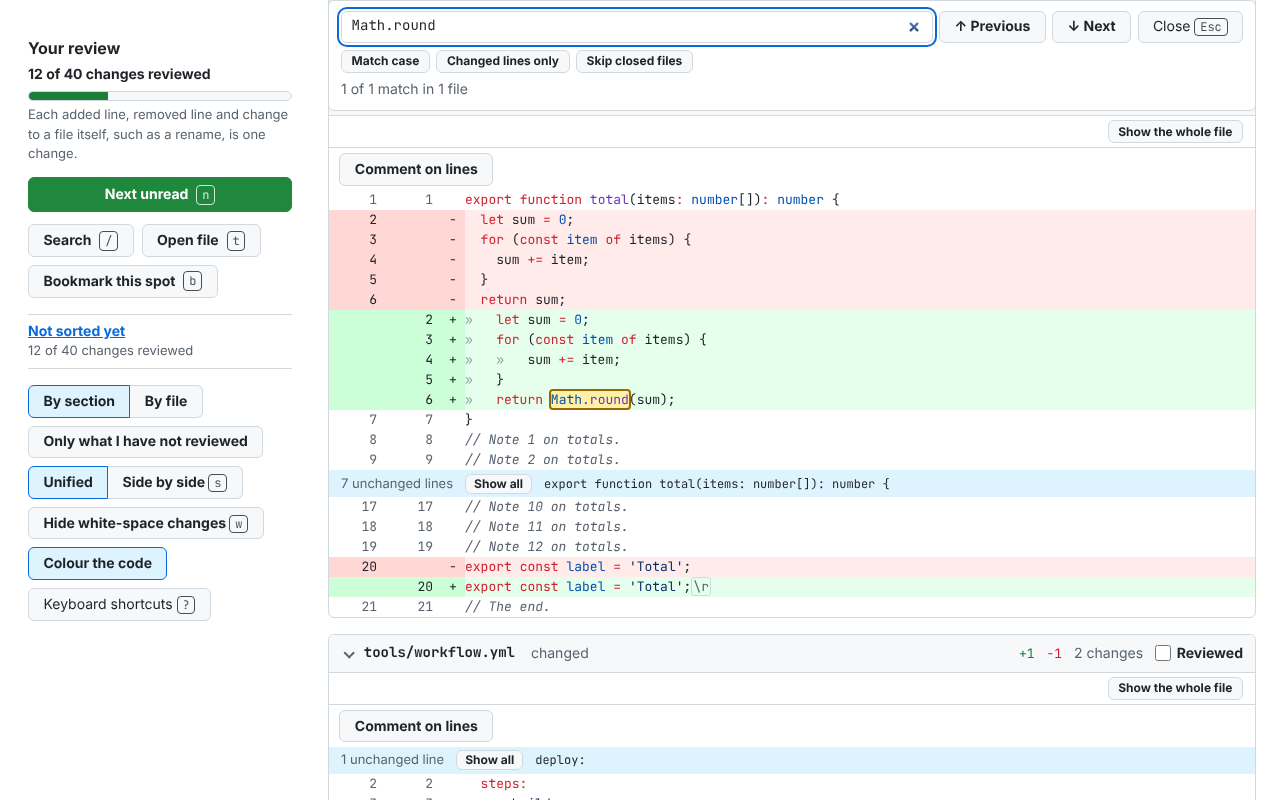 Your review
12 of 40 changes reviewed
Each added line, removed line and change
to a file itself, such as a rename, is one
change.
Next unread n
Search /
Open file t
Bookmark this spot b
Not sorted yet
12 of 40 changes reviewed
By section
By file
Only what I have not reviewed
Unified
Side by side s
Hide white-space changes w
Colour the code
Keyboard shortcuts ?
Math.round
↑ Previous
↓ Next
Close Esc
Match case
Changed lines only
Skip closed files
1 of 1 match in 1 file
Show the whole file
Comment on lines
1 1 export function total(items: number[]): number {
2 - let sum = 0;
3 - for (const item of items) {
4 - sum += item;
5 - }
6 - return sum;
2 + » let sum = 0;
3 + » for (const item of items) {
4 + » » sum += item;
5 + » }
6 + » return Math.round(sum);
7 7 }
8 8 // Note 1 on totals.
9 9 // Note 2 on totals.
7 unchanged lines Show all export function total(items: number[]): number {
17 17 // Note 10 on totals.
18 18 // Note 11 on totals.
19 19 // Note 12 on totals.
20 - export const label = 'Total';
20 + export const label = 'Total';\r
21 21 // The end.
tools/workflow.yml changed +1 -1 2 changes Reviewed
Show the whole file
Comment on lines
1 unchanged line Show all deploy:
2 2 steps: